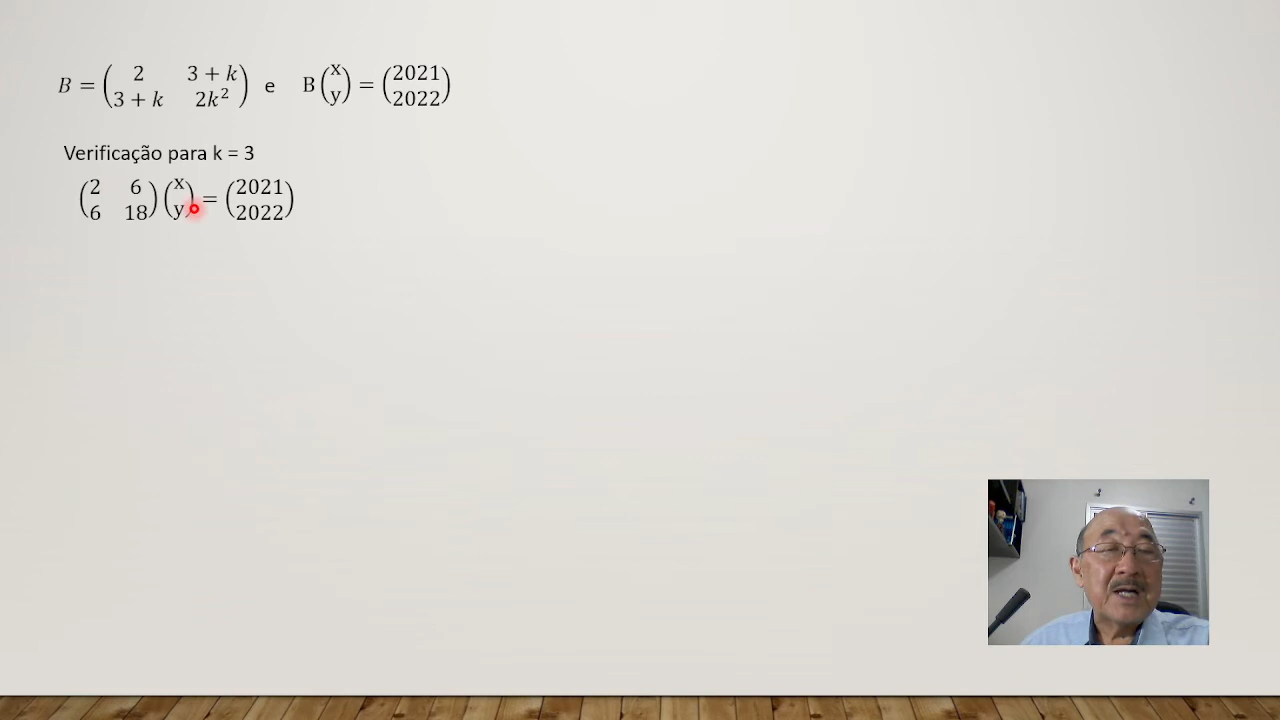 B = (2 3 + k
3 + k 2k²) e B (x
y) = (2021
2022)
Verificação para k = 3
(2 6
6 18) (x
y) = (2021
2022)